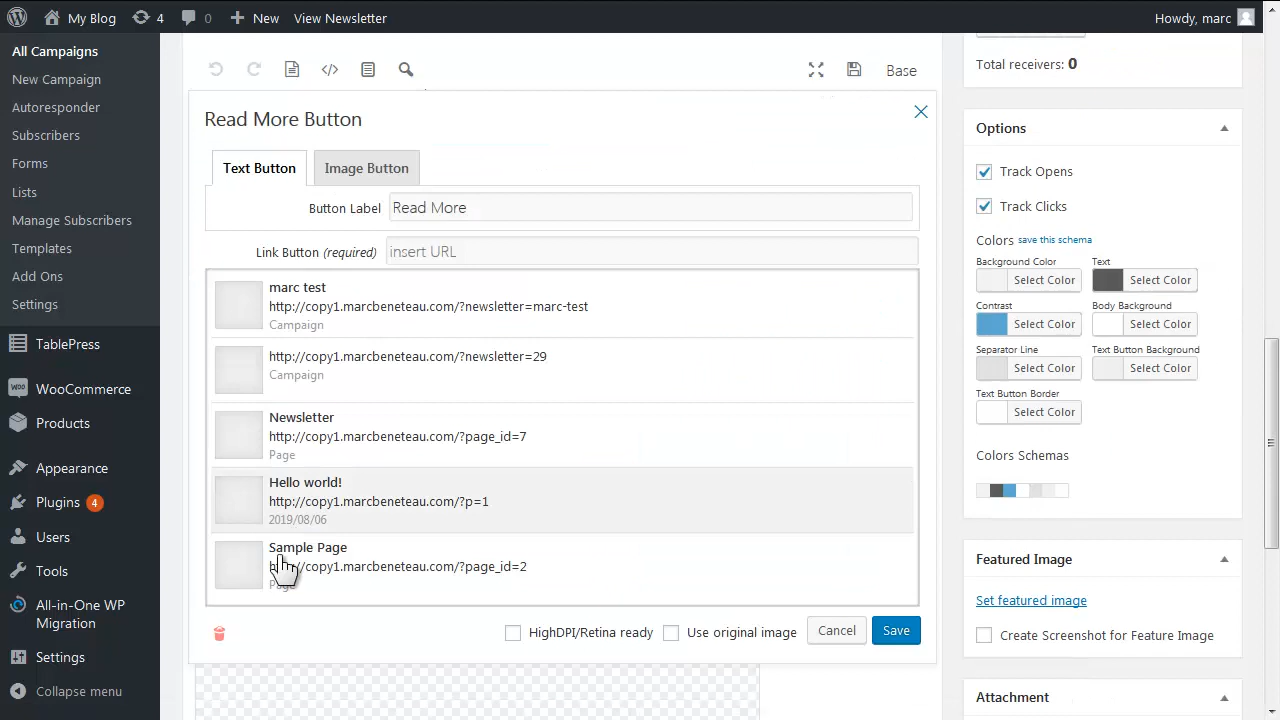 My Blog
4
0
New
View Newsletter
Howdy, marc
All Campaigns
New Campaign
Autoresponder
Subscribers
Forms
Lists
Manage Subscribers
Templates
Add Ons
Settings
TablePress
WOO
WooCommerce
Products
Appearance
Plugins 4
Users
Tools
All-in-One WP
Migration
Settings
Collapse menu
Base
Read More Button
Text Button
Image Button
Button Label
Read More
Link Button (required)
insert URL
marc test
http://copy1.marcbeneteau.com/?newsletter=marc-test
Campaign
http://copy1.marcbeneteau.com/?newsletter=29
Campaign
Newsletter
http://copy1.marcbeneteau.com/?page_id=7
Page
Hello world!
http://copy1.marcbeneteau.com/?p=1
2019/08/06
Sample Page
http://copy1.marcbeneteau.com/?page_id=2
Page
HighDPI/Retina ready
Use original image
Cancel
Save
Total receivers: 0
Options
Track Opens
Track Clicks
Colors save this schema
Background Color
Text
Select Color
Select Color
Contrast
Body Background
Select Color
Select Color
Separator Line
Text Button Background
Select Color
Select Color
Text Button Border
Select Color
Colors Schemas
Featured Image
Set featured image
Create Screenshot for Feature Image
Attachment